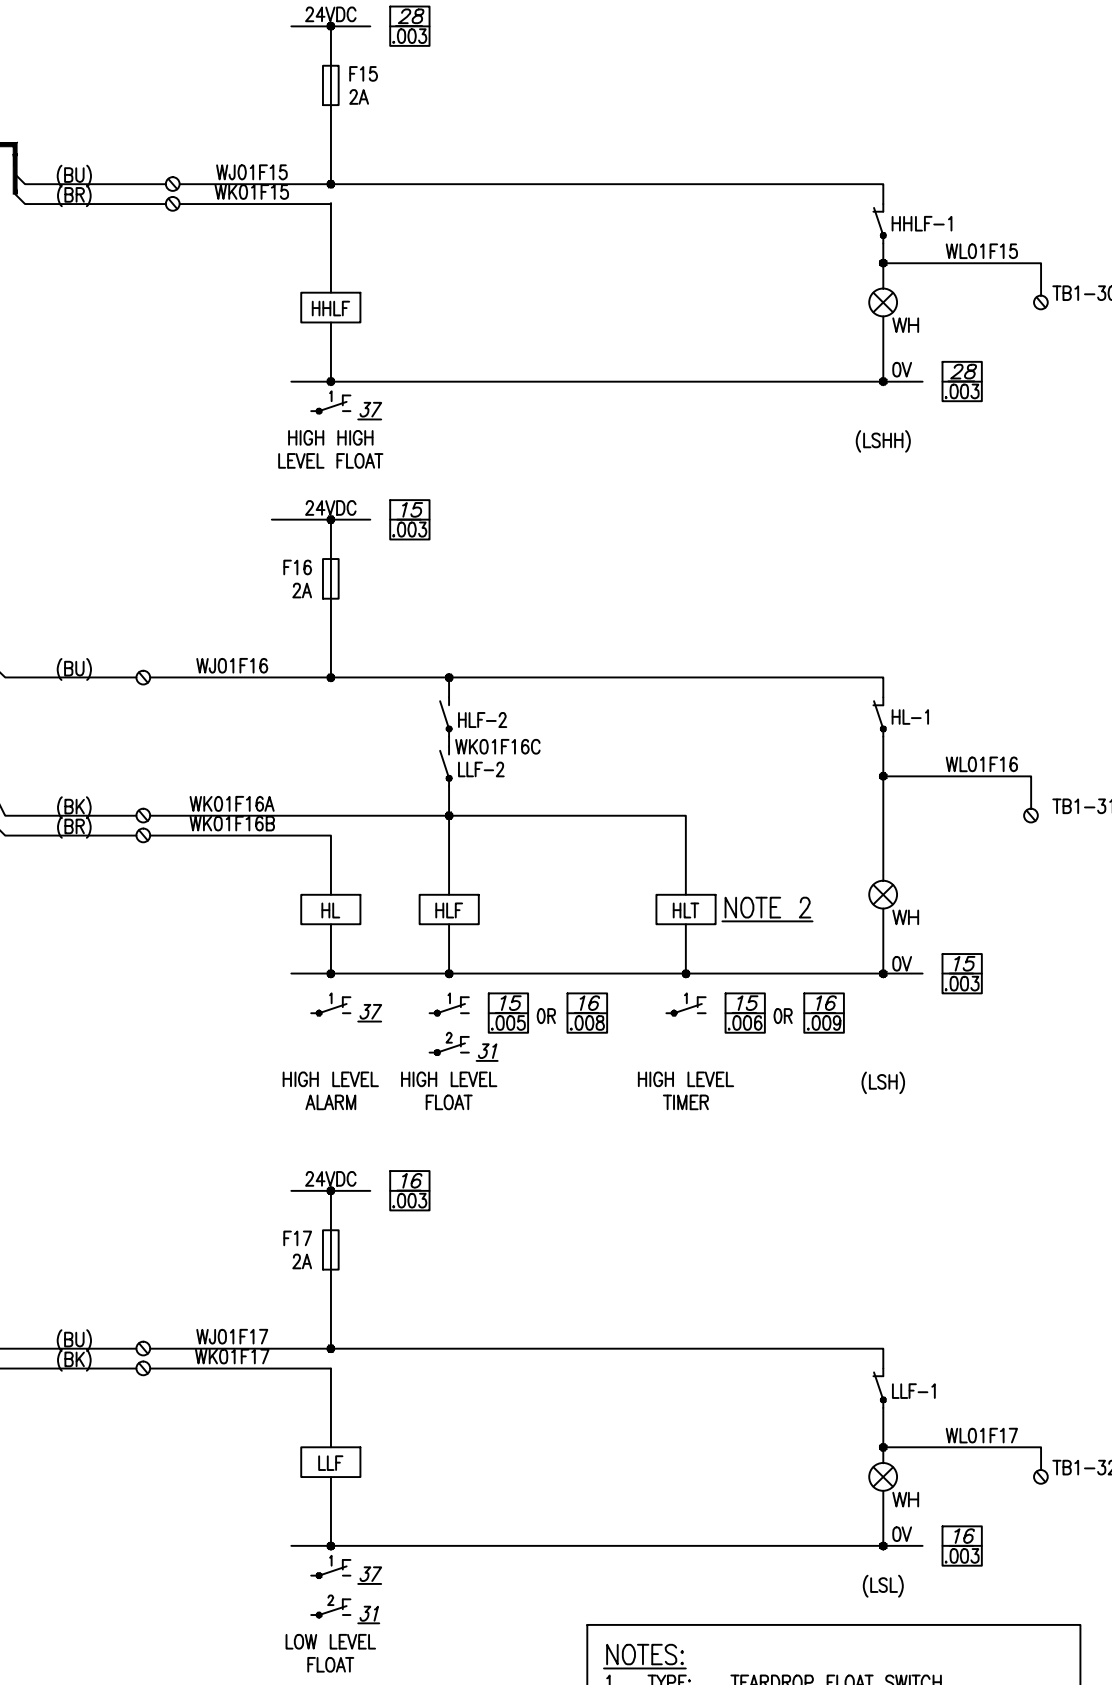 24VDC
28
.003
F15
2A
(BU)
WJ01F15
(BR)
WK01F15
HHLF-1
WL01F15
TB1-30
HHLF
WH
0V
28
.003
1
37
HIGH HIGH
LEVEL FLOAT
(LSHH)
24VDC
15
.003
F16
2A
(BU)
WJ01F16
HLF-2
WK01F16C
LLF-2
HL-1
WL01F16
TB1-31
(BK)
WK01F16A
(BR)
WK01F16B
HL
HLF
HLT
NOTE 2
WH
0V
15
.003
1
37
1
15
.005
OR
16
.008
2
31
1
15
.006
OR
16
.009
HIGH LEVEL
ALARM
HIGH LEVEL
FLOAT
HIGH LEVEL
TIMER
(LSH)
24VDC
16
.003
F17
2A
(BU)
WJ01F17
(BK)
WK01F17
LLF-1
WL01F17
TB1-32
LLF
WH
0V
16
.003
1
37
2
31
LOW LEVEL
FLOAT
(LSL)
NOTES:
1 TYPE: TEARDROP FLOAT SWITCH